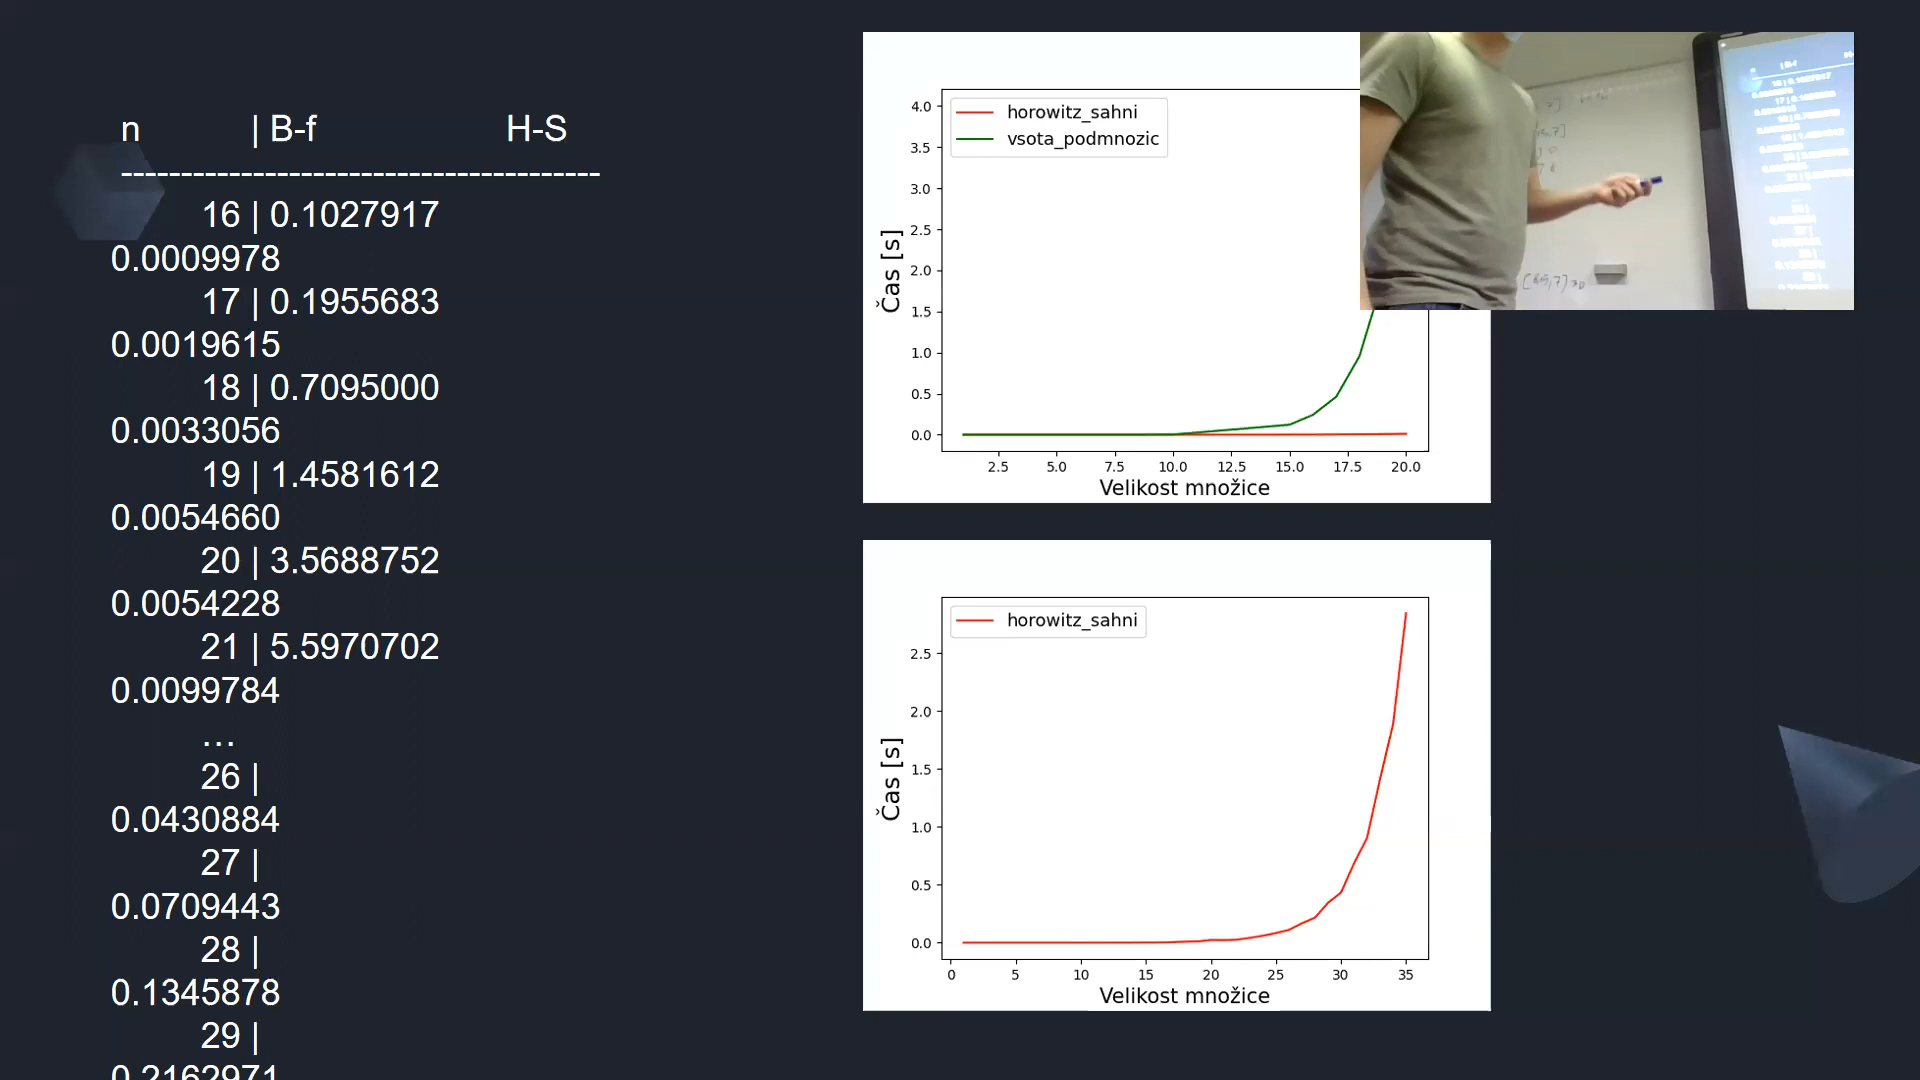 n | B-f H-S
----------------------------------------
16 | 0.1027917
0.0009978
17 | 0.1955683
0.0019615
18 | 0.7095000
0.0033056
19 | 1.4581612
0.0054660
20 | 3.5688752
0.0054228
21 | 5.5970702
0.0099784
...
26 |
0.0430884
27 |
0.0709443
28 |
0.1345878
29 |
0.2162971
horowitz_sahni
vsota_podmnozic
Čas [s]
4.0
3.5
3.0
2.5
2.0
1.5
1.0
0.5
0.0
2.5 5.0 7.5 10.0 12.5 15.0 17.5 20.0
Velikost množice
horowitz_sahni
Čas [s]
2.5
2.0
1.5
1.0
0.5
0.0
0 5 10 15 20 25 30 35
Velikost množice